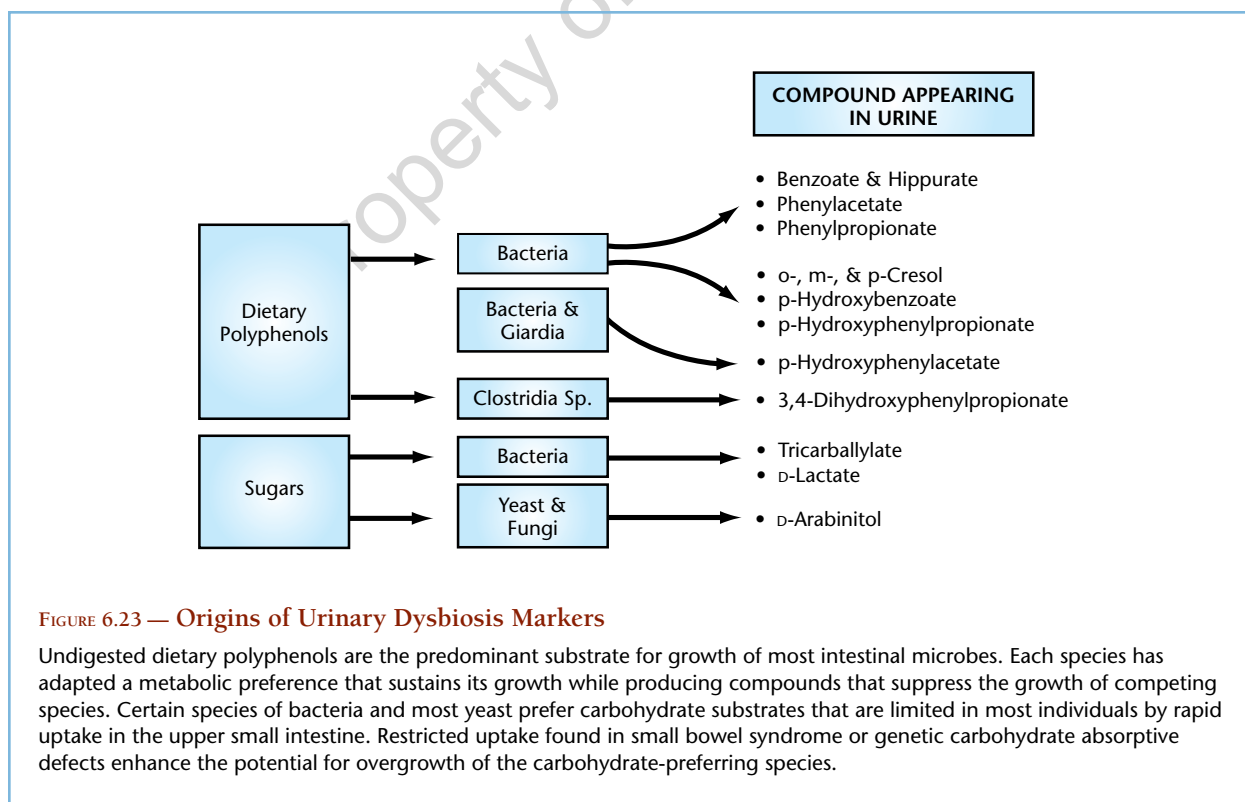 Property of
COMPOUND APPEARING
IN URINE
• Benzoate & Hippurate
• Phenylacetate
• Phenylpropionate
Dietary
Polyphenols
Bacteria
• o-, m-, & p-Cresol
• p-Hydroxybenzoate
• p-Hydroxyphenylpropionate
Bacteria &
Giardia
• p-Hydroxyphenylacetate
Clostridia Sp.
• 3,4-Dihydroxyphenylpropionate
Sugars
Bacteria
• Tricarballylate
• D-Lactate
Yeast &
Fungi
• D-Arabinitol
FIGURE 6.23 — Origins of Urinary Dysbiosis Markers
Undigested dietary polyphenols are the predominant substrate for growth of most intestinal microbes. Each species has
adapted a metabolic preference that sustains its growth while producing compounds that suppress the growth of competing
species. Certain species of bacteria and most yeast prefer carbohydrate substrates that are limited in most individuals by rapid
uptake in the upper small intestine. Restricted uptake found in small bowel syndrome or genetic carbohydrate absorptive
defects enhance the potential for overgrowth of the carbohydrate-preferring species.